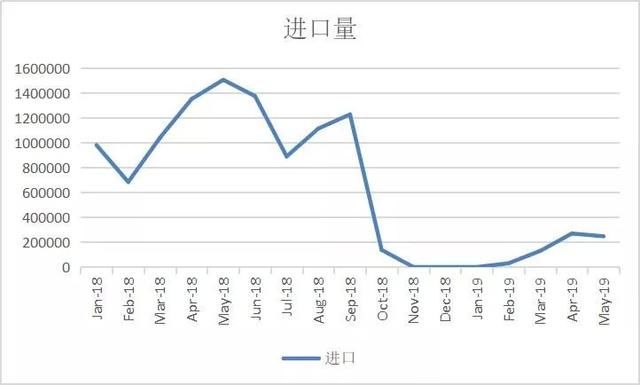 进口量
1600000
1400000
1200000
1000000
800000
600000
400000
200000
0
Jan-18
Feb-18
Mar-18
Apr-18
May-18
Jun-18
Jul-18
Aug-18
Sep-18
Oct-18
Nov-18
Dec-18
Jan-19
Feb-19
Mar-19
Apr-19
May-19
进口